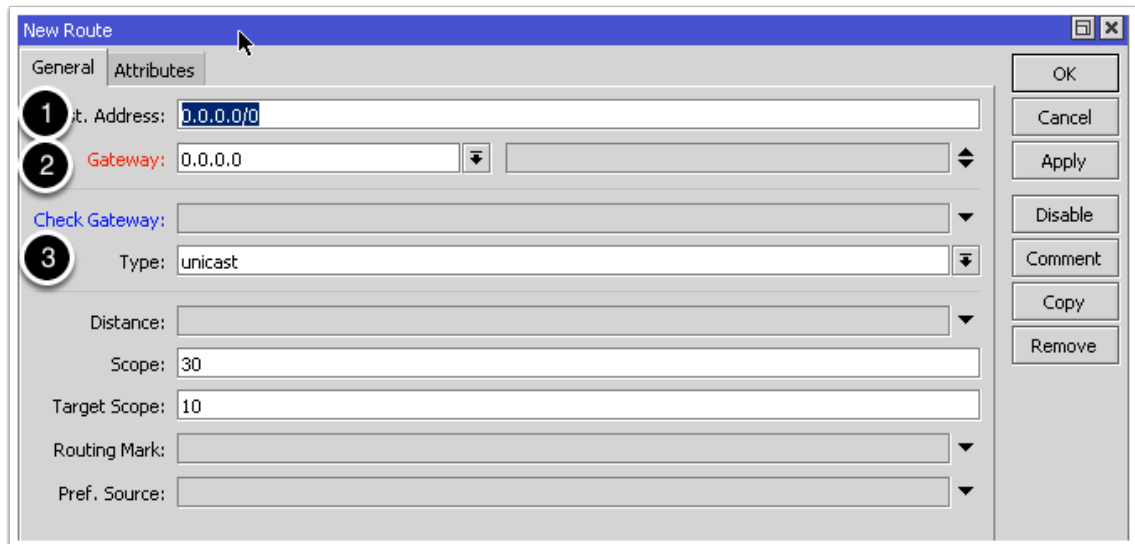 New Route
General Attributes
1 st. Address: 0.0.0.0/0
2 Gateway: 0.0.0.0
Check Gateway:
3 Type: unicast
Distance:
Scope: 30
Target Scope: 10
Routing Mark:
Pref. Source:
OK
Cancel
Apply
Disable
Comment
Copy
Remove